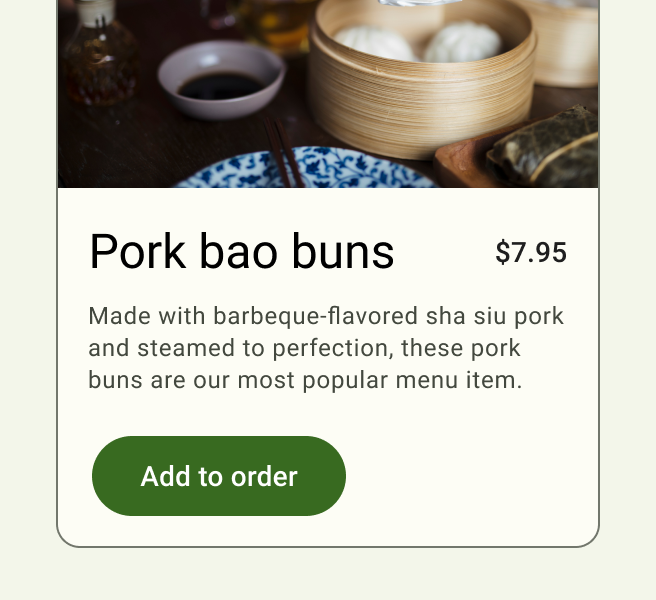 Pork bao buns $7.95
Made with barbeque-flavored sha siu pork
and steamed to perfection, these pork
buns are our most popular menu item.
Add to order